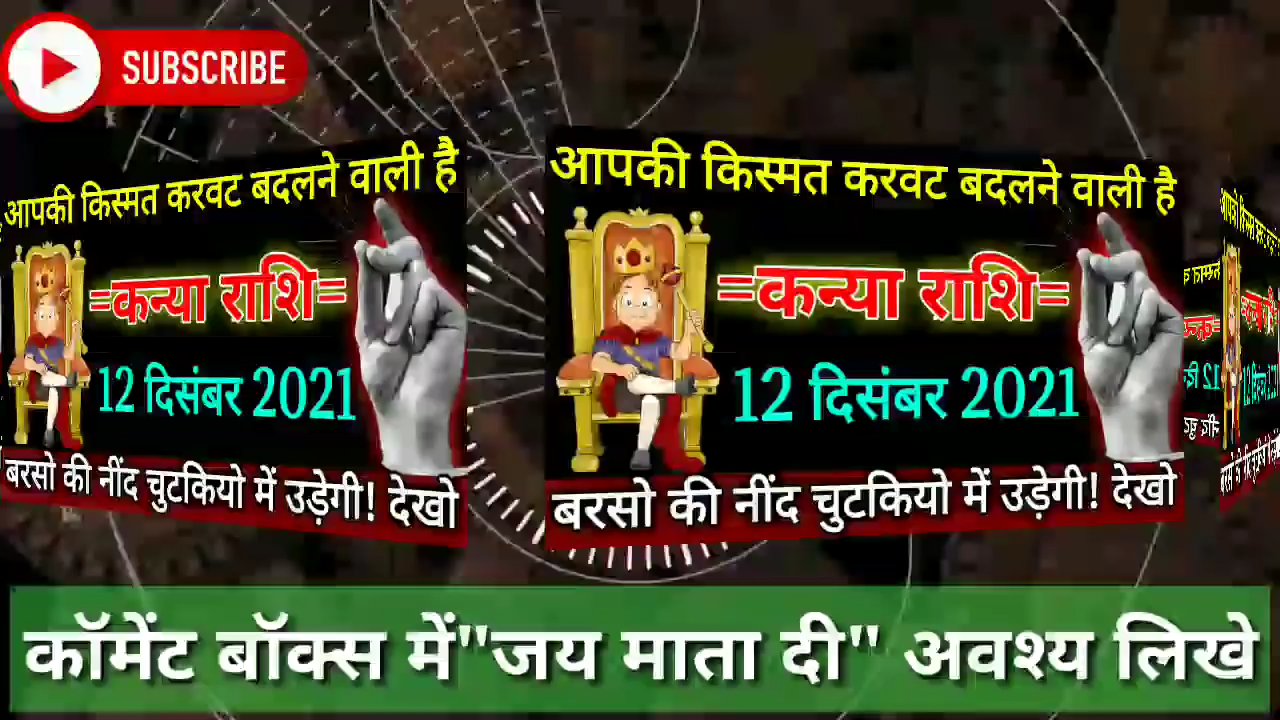 SUBSCRIBE
आपकी किस्मत करवट बदलने वाली है
=कन्या राशि=
12 दिसंबर 2021
बरसो की नींद चुटकियो में उड़ेगी! देखो
आपकी किस्मत करवट बदलने वाली है
=कन्या राशि=
12 दिसंबर 2021
बरसो की नींद चुटकियो में उड़ेगी! देखो
कॉमेंट बॉक्स में"जय माता दी" अवश्य लिखे